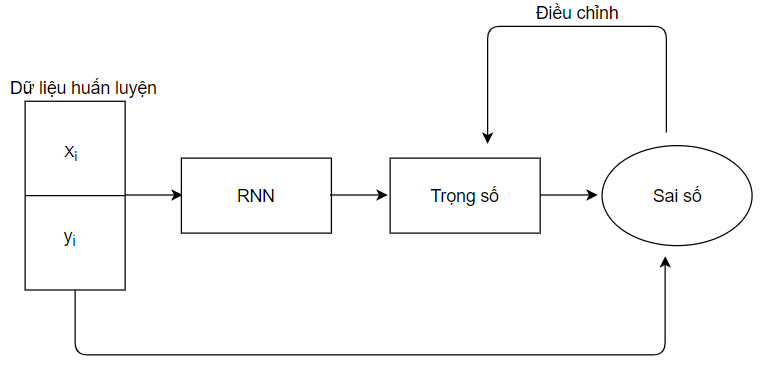 Điều chỉnh
Dữ liệu huấn luyện
xi
RNN
Trọng số
Sai số
yi